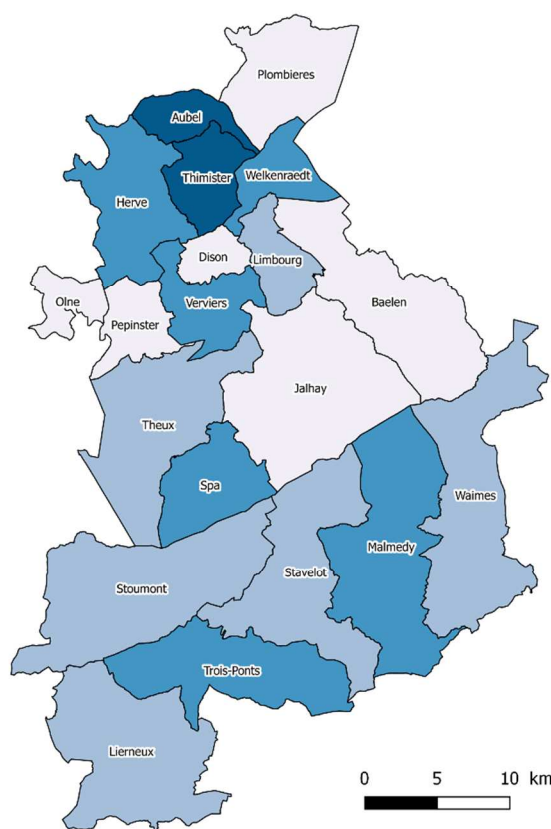 Plombieres
Aubel
Thimister
Welkenraedt
Herve
Dison
Limbourg
Olne
Verviers
Baelen
Pepinster
Jalhay
Theux
Spa
Waimes
Malmedy
Stavelot
Stoumont
Trois-Ponts
Lierneux
0 5 10 km